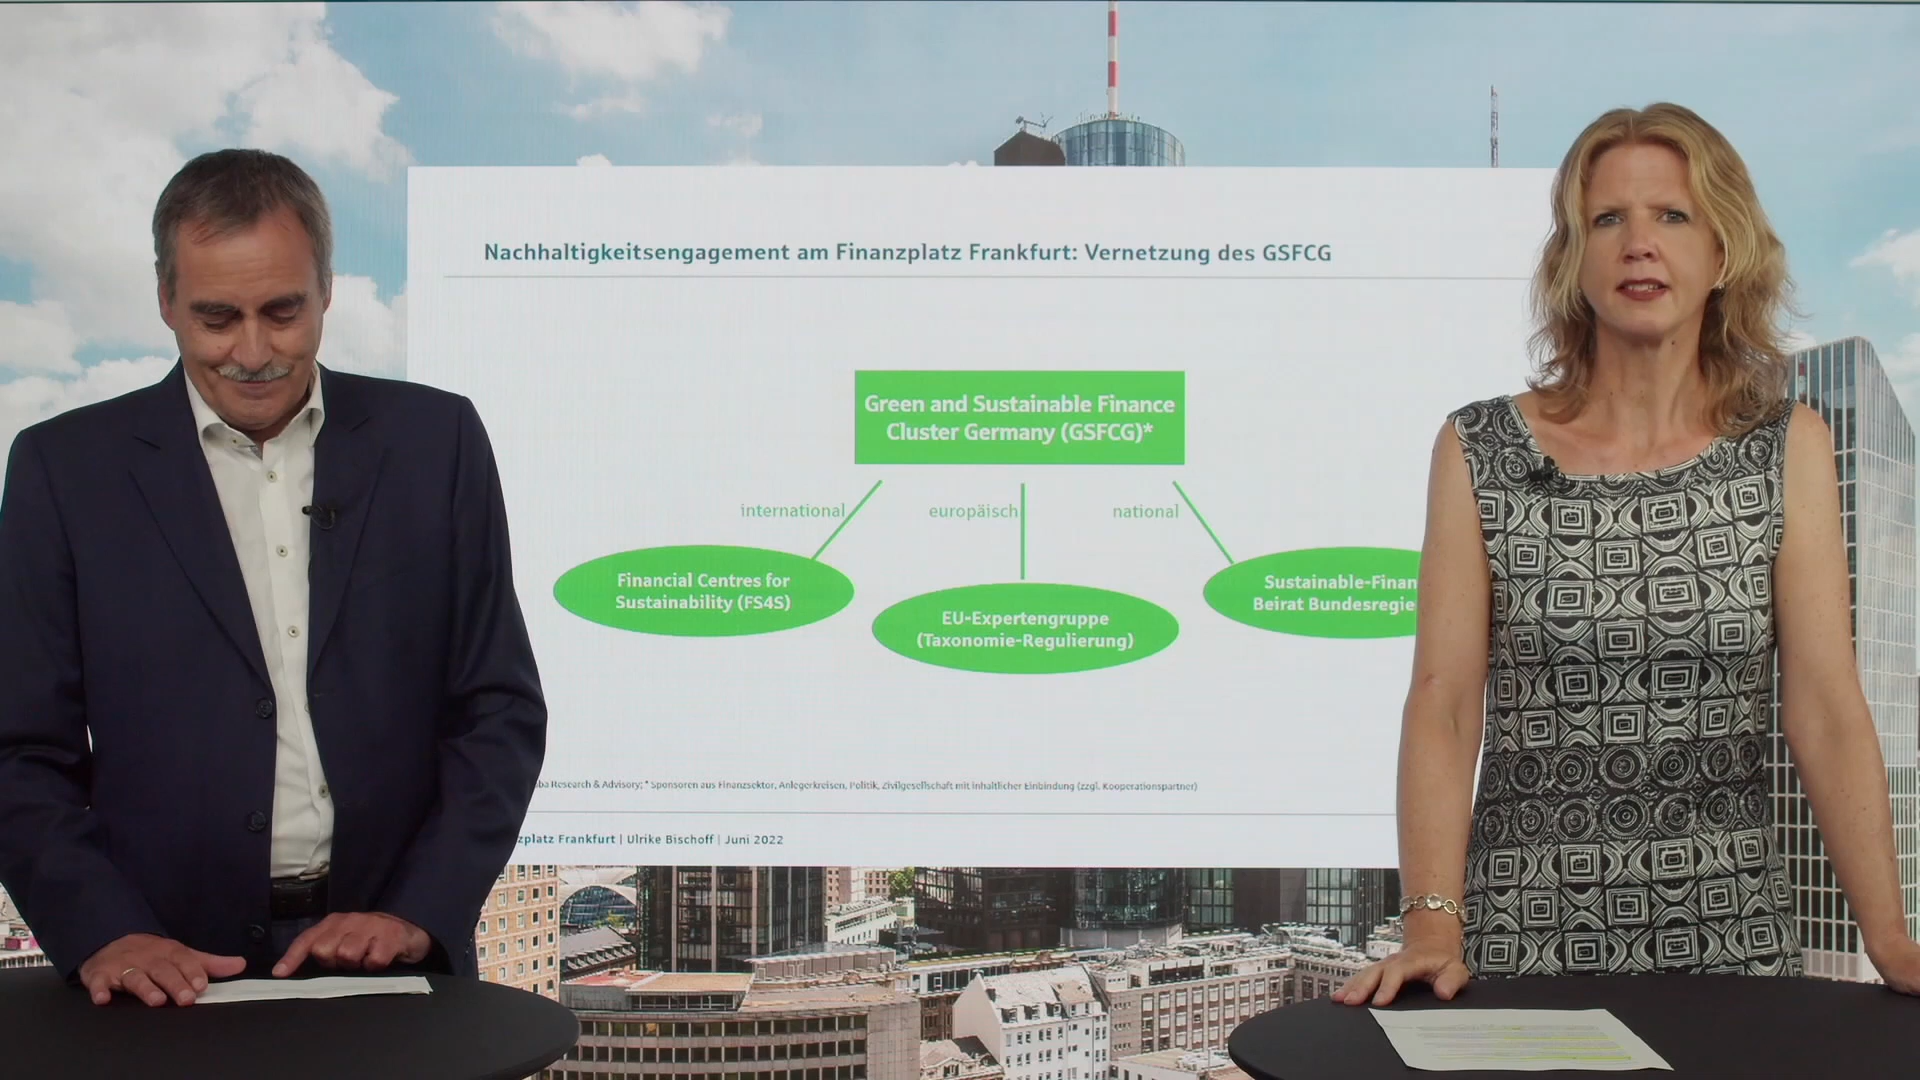 Nachhaltigkeitsengagement am Finanzplatz Frankfurt: Vernetzung des GSFCG
Green and Sustainable Finance
Cluster Germany (GSFCG)*
international
europäisch
national
Financial Centres for
Sustainability (FS4S)
EU-Expertengruppe
(Taxonomie-Regulierung)
Sustainable-Finan
Beirat Bundesregie
ba Research & Advisory; * Sponsoren aus Finanzsektor, Anlegerkreisen, Politik, Zivilgesellschaft mit inhaltlicher Einbindung (zzgl. Kooperationspartner)
zplatz Frankfurt | Ulrike Bischoff | Juni 2022